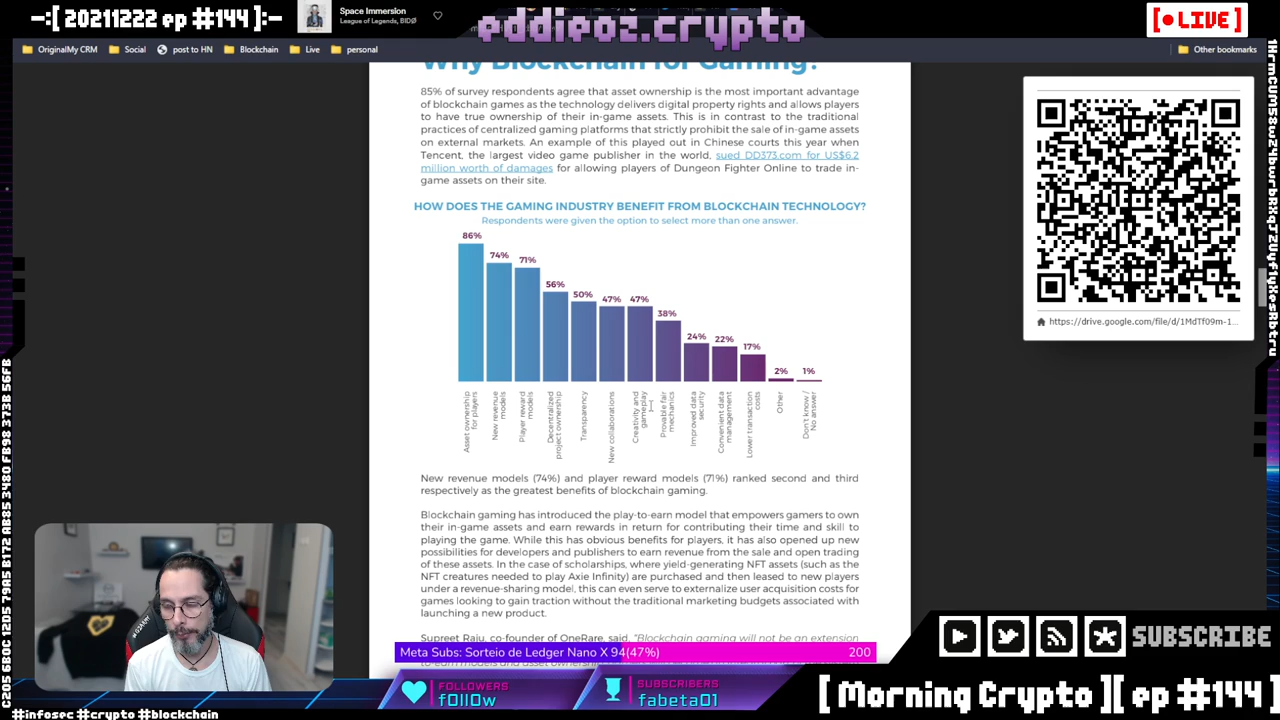 -:[ 20211222 ep #144 ]:-
Space Immersion
League of Legends, BIDØ
eddieoz.crypto
[● LIVE ]
OriginalMy CRM
Social
post to HN
Blockchain
Live
personal
Other bookmarks
Why Blockchain for Gaming?
85% of survey respondents agree that asset ownership is the most important advantage
of blockchain games as the technology delivers digital property rights and allows players
to have true ownership of their in-game assets. This is in contrast to the traditional
practices of centralized gaming platforms that strictly prohibit the sale of in-game assets
on external markets. An example of this played out in Chinese courts this year when
Tencent, the largest video game publisher in the world, sued DD373.com for US$6.2
million worth of damages for allowing players of Dungeon Fighter Online to trade in-
game assets on their site.
HOW DOES THE GAMING INDUSTRY BENEFIT FROM BLOCKCHAIN TECHNOLOGY?
Respondents were given the option to select more than one answer.
86%
74%
71%
56%
50%
47%
47%
38%
24%
22%
17%
2%
1%
Asset ownership
for players
New revenue
models
Player reward
models
Decentralized
project ownership
Transparency
New collaborations
Creativity and
gameplay
[---]
Provable fair
mechanics
Improved data
security
Convenient data
management
Lower transaction
costs
Other
Don't know /
No answer
New revenue models (74%) and player reward models (71%) ranked second and third
respectively as the greatest benefits of blockchain gaming.
Blockchain gaming has introduced the play-to-earn model that empowers gamers to own
their in-game assets and earn rewards in return for contributing their time and skill to
playing the game. While this has obvious benefits for players, it has also opened up new
possibilities for developers and publishers to earn revenue from the sale and open trading
of these assets. In the case of scholarships, where yield-generating NFT assets (such as the
NFT creatures needed to play Axie Infinity) are purchased and then leased to new players
under a revenue-sharing model, this can even serve to externalize user acquisition costs for
games looking to gain traction without the traditional marketing budgets associated with
launching a new product.
Supreet Raju, co-founder of OneRare, said, "Blockchain gaming will not be an extension
https://drive.google.com/file/d/1MdTf09m-1...
Meta Subs: Sorteio de Ledger Nano X 94(47%)
200
FOLLOWERS
f0ll0w
SUBSCRIBERS
fabeta01
SUBSCRIBE
[ Morning Crypto ][ ep #144 ]
#infosec #crypto #blockchain